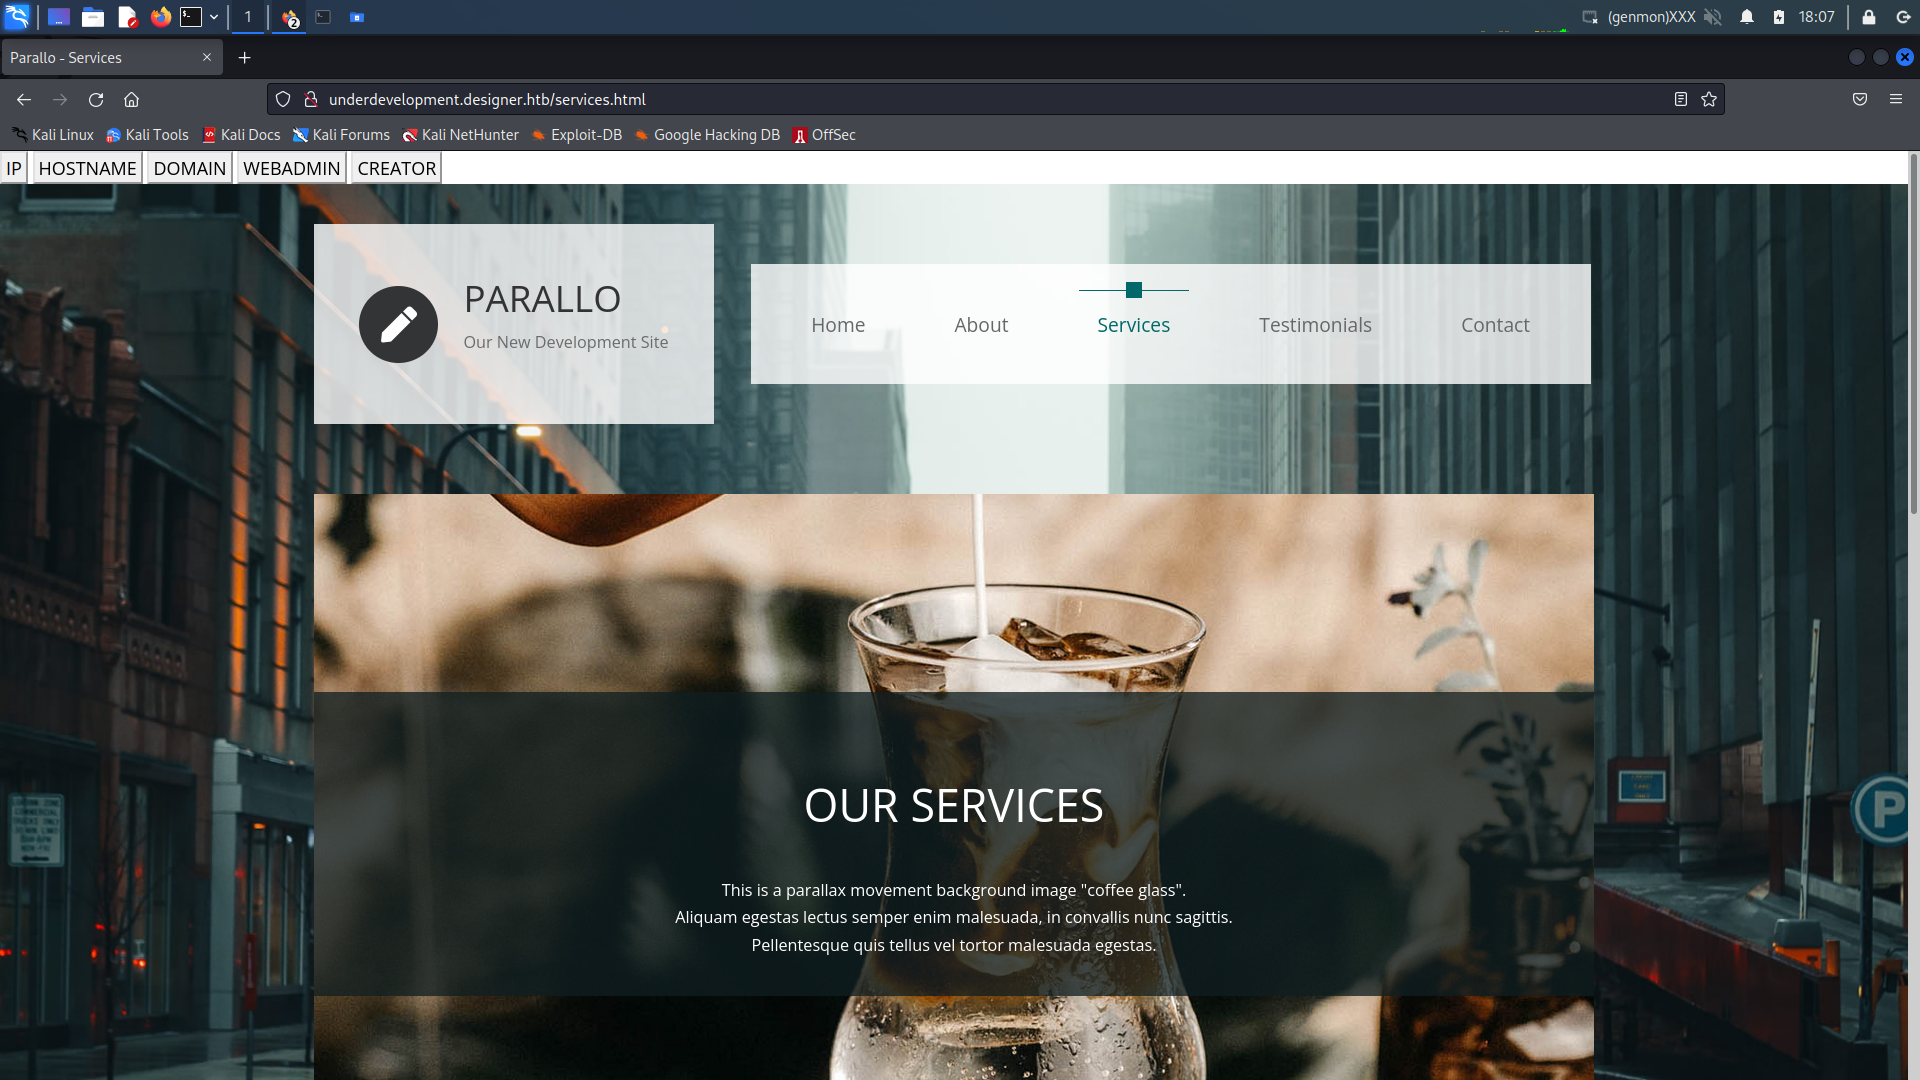 1
2
(genmon)XXX
18:07
Parallo - Services
underdevelopment.designer.htb/services.html
Kali Linux
Kali Tools
Kali Docs
Kali Forums
Kali NetHunter
Exploit-DB
Google Hacking DB
OffSec
IP
HOSTNAME
DOMAIN
WEBADMIN
CREATOR
PARALLO
Our New Development Site
Home
About
Services
Testimonials
Contact
OUR SERVICES
This is a parallax movement background image "coffee glass".
Aliquam egestas lectus semper enim malesuada, in convallis nunc sagittis.
Pellentesque quis tellus vel tortor malesuada egestas.
P